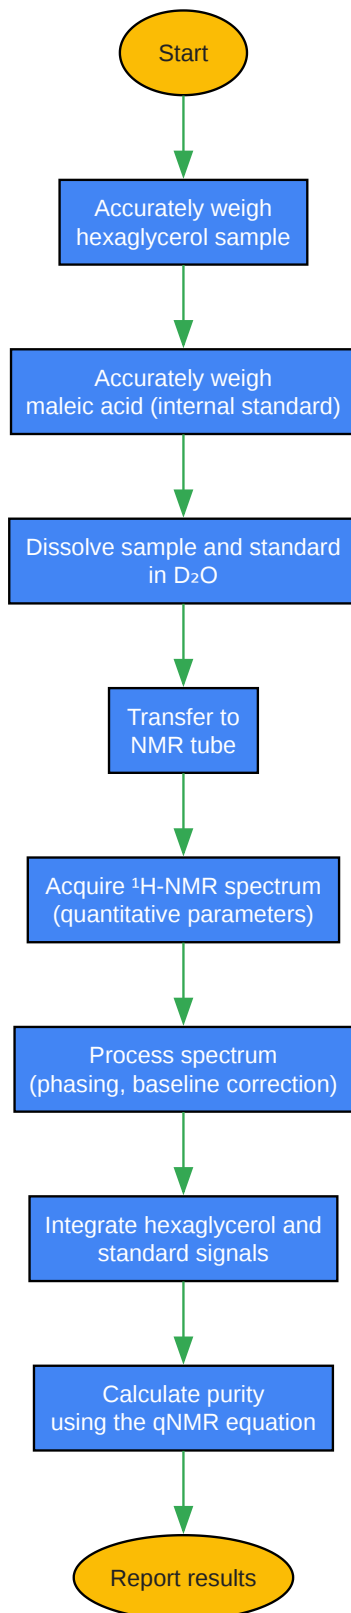 Start
Accurately weigh
hexaglycerol sample
Accurately weigh
maleic acid (internal standard)
Dissolve sample and standard
in D₂O
Transfer to
NMR tube
Acquire ¹H-NMR spectrum
(quantitative parameters)
Process spectrum
(phasing, baseline correction)
Integrate hexaglycerol and
standard signals
Calculate purity
using the qNMR equation
Report results